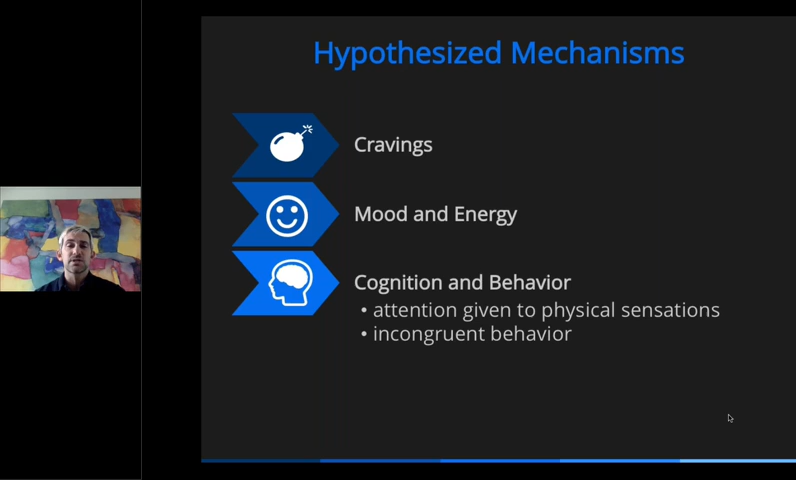 Hypothesized Mechanisms
Cravings
Mood and Energy
Cognition and Behavior
• attention given to physical sensations
• incongruent behavior